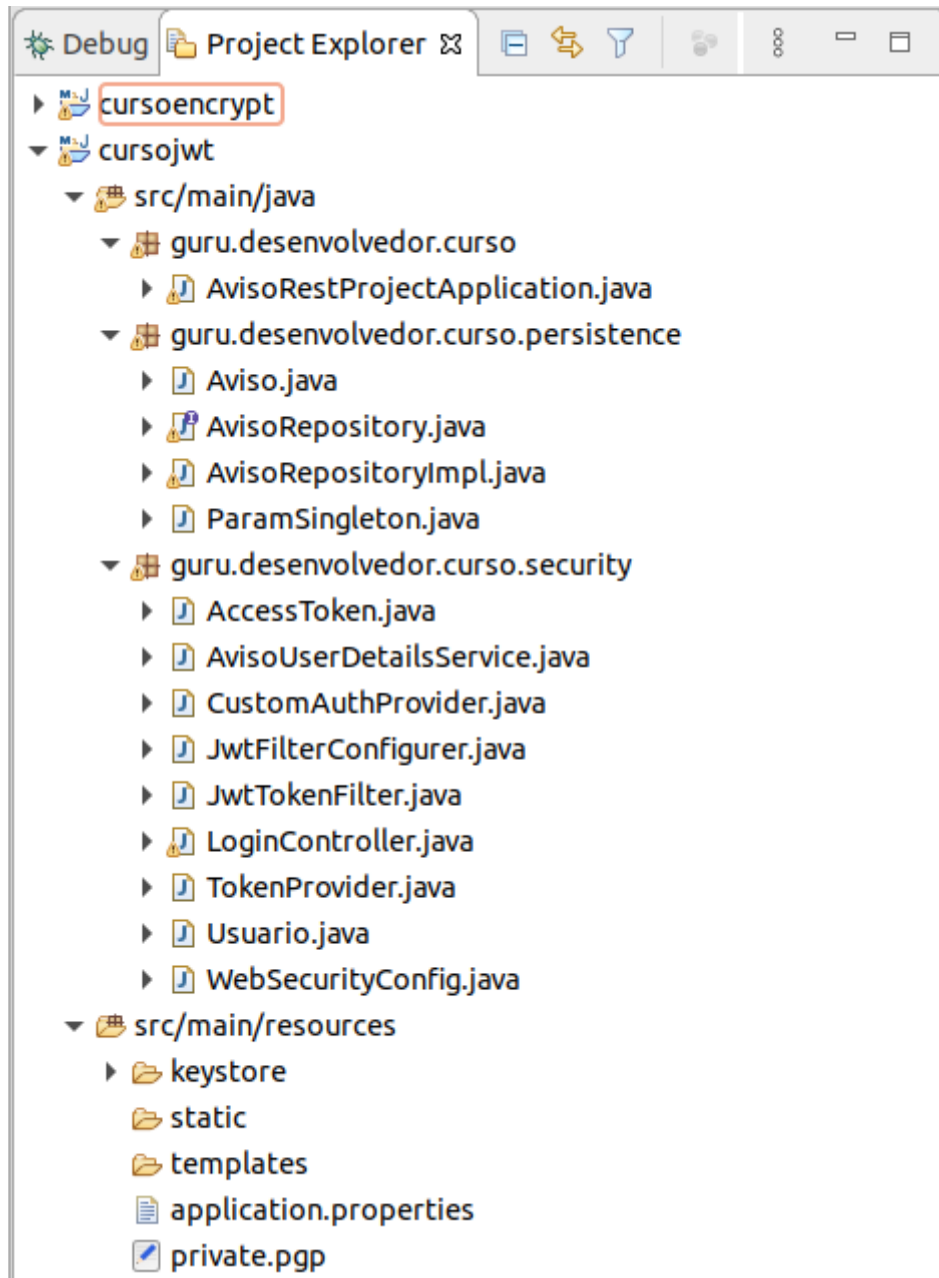 Debug Project Explorer
cursoencrypt
cursojwt
src/main/java
guru.desenvolvedor.curso
AvisoRestProjectApplication.java
guru.desenvolvedor.curso.persistence
Aviso.java
AvisoRepository.java
AvisoRepositoryImpl.java
ParamSingleton.java
guru.desenvolvedor.curso.security
AccessToken.java
AvisoUserDetailsService.java
CustomAuthProvider.java
JwtFilterConfigurer.java
JwtTokenFilter.java
LoginController.java
TokenProvider.java
Usuario.java
WebSecurityConfig.java
src/main/resources
keystore
static
templates
application.properties
private.pgp